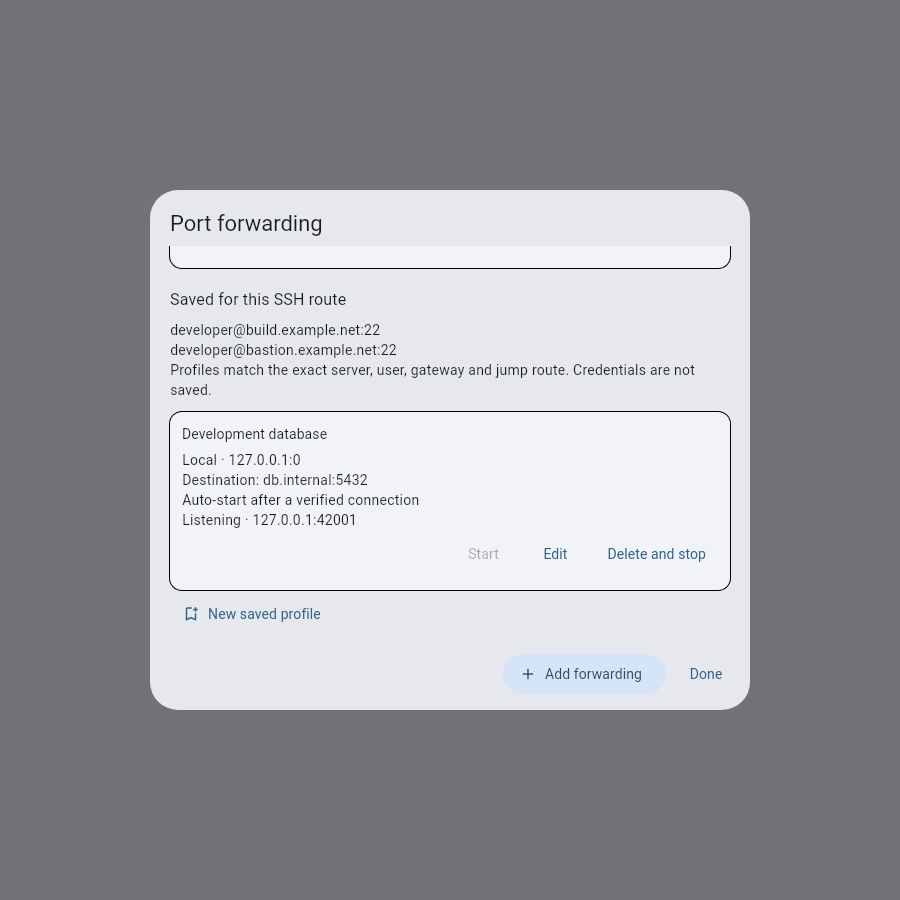 Port forwarding
Saved for this SSH route
developer@build.example.net:22
developer@bastion.example.net:22
Profiles match the exact server, user, gateway and jump route. Credentials are not
saved.
Development database
Local · 127.0.0.1:0
Destination: db.internal:5432
Auto-start after a verified connection
Listening · 127.0.0.1:42001
Start Edit Delete and stop
New saved profile
Add forwarding Done